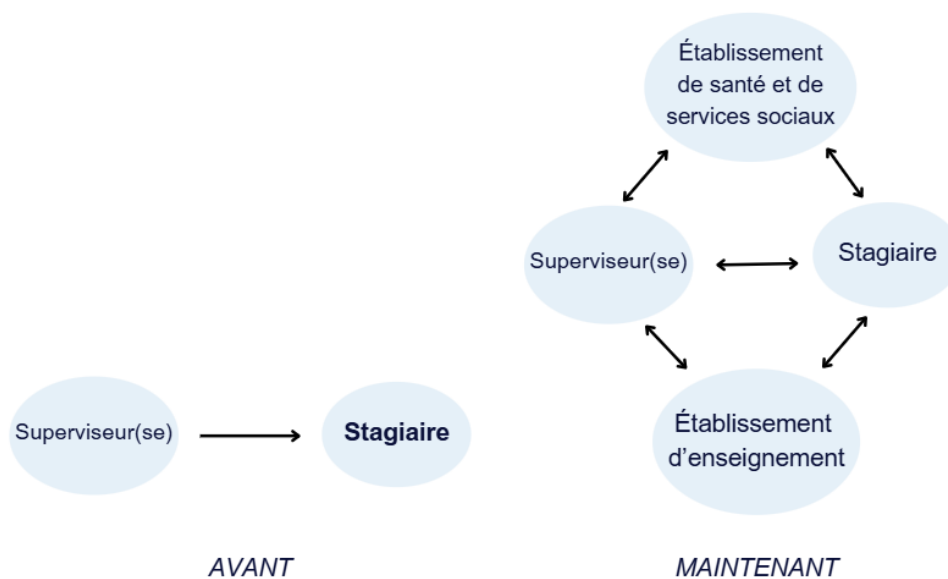 Établissement
de santé et de
services sociaux
Superviseur(se)
Stagiaire
Établissement
d'enseignement
Superviseur(se)
Stagiaire
AVANT
MAINTENANT